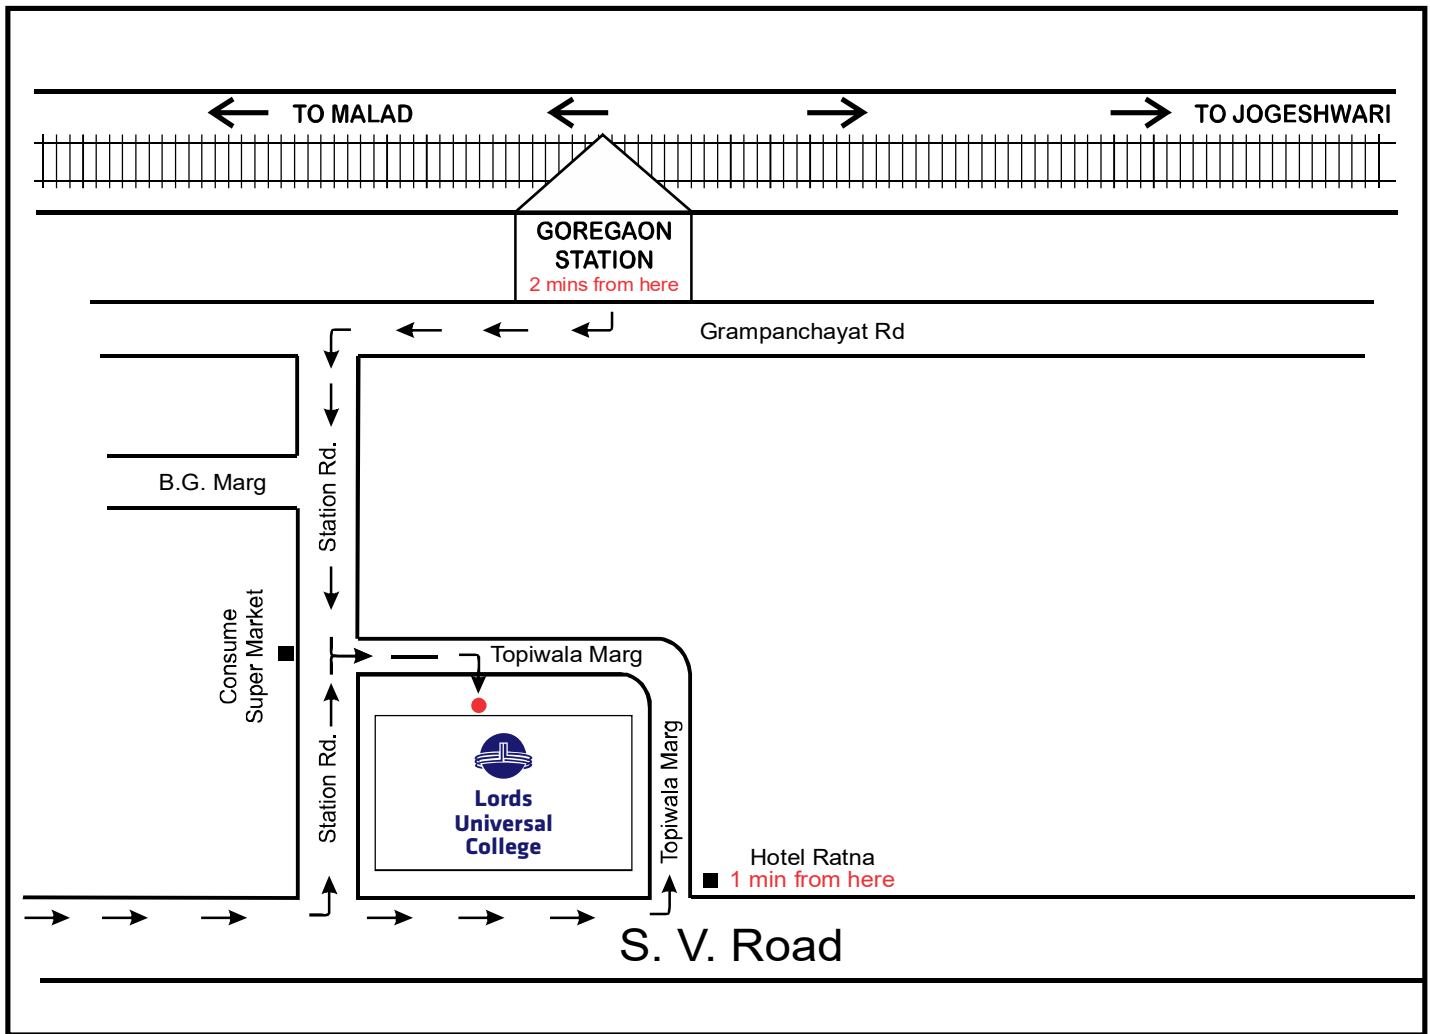 TO MALAD
TO JOGESHWARI
GOREGAON
STATION
2 mins from here
Grampanchayat Rd
Station Rd.
B.G. Marg
Consume
Super Market
Topiwala Marg
Station Rd.
Lords
Universal
College
Topiwala Marg
Hotel Ratna
1 min from here
S. V. Road